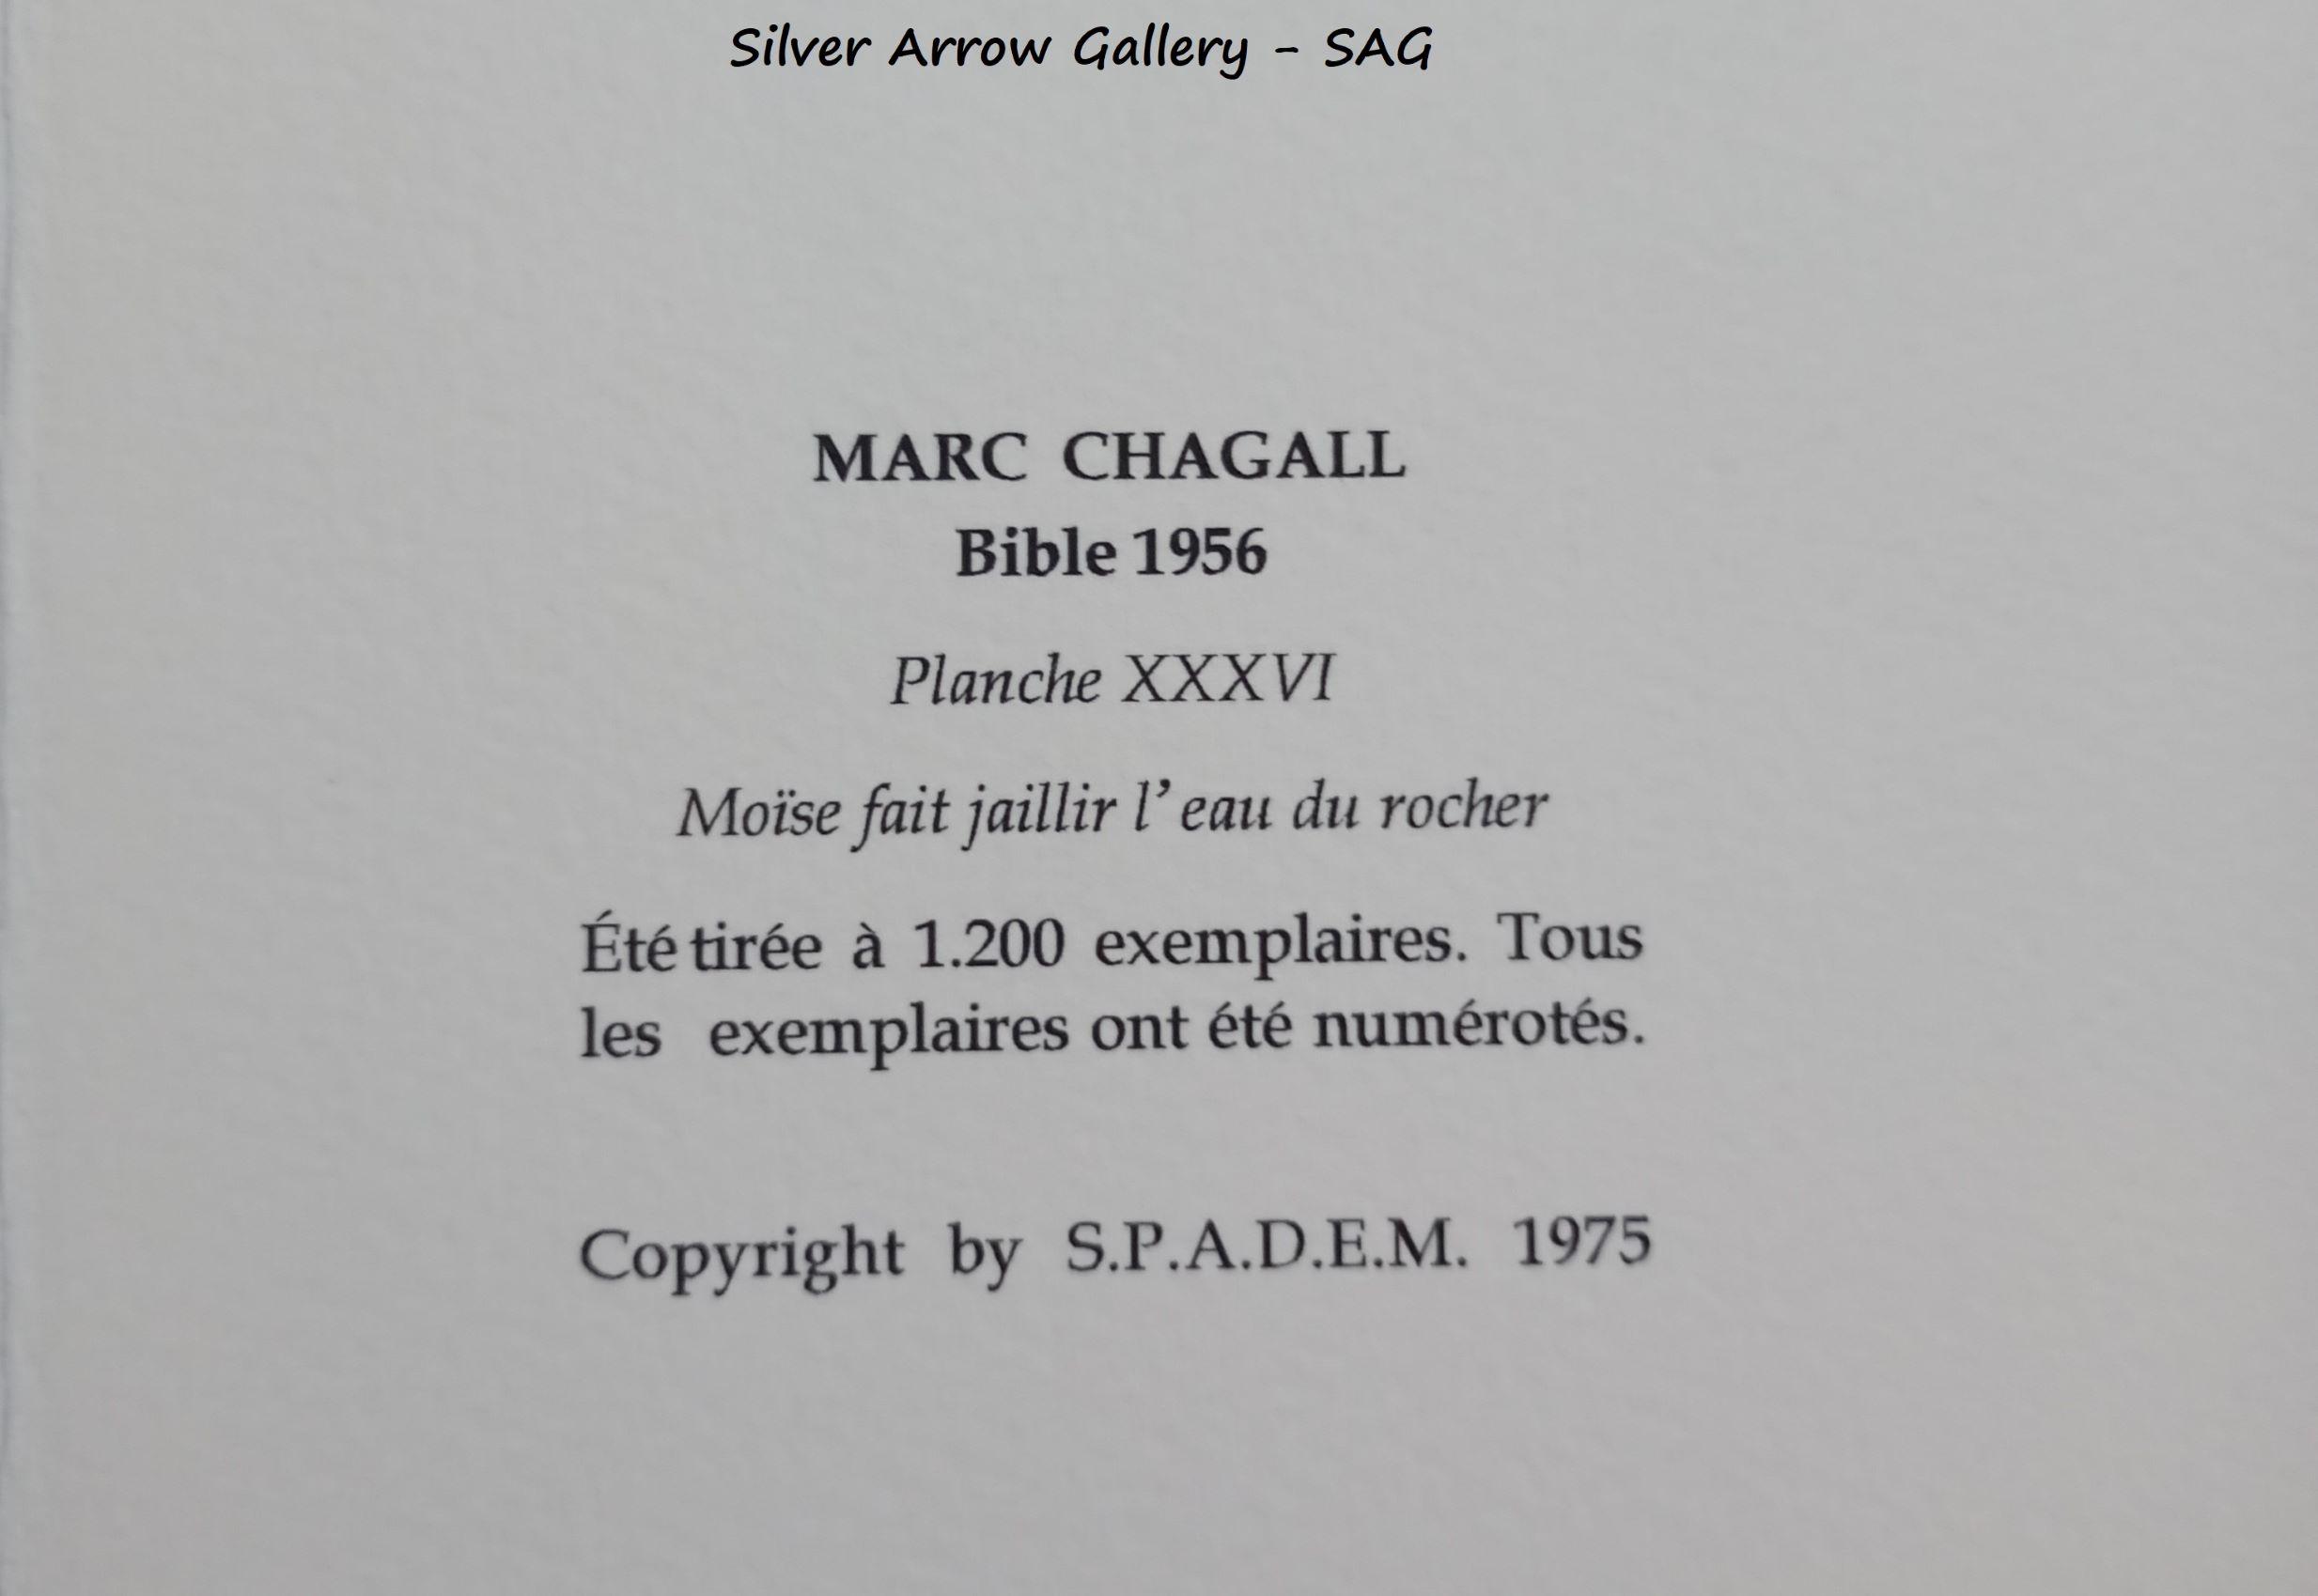 Silver Arrow Gallery - SAG
MARC CHAGALL
Bible 1956
Planche XXXVI
Moïse fait jaillir l'eau du rocher
Été tirée à 1.200 exemplaires. Tous
les exemplaires ont été numérotés.
Copyright by S.P.A.D.E.M. 1975